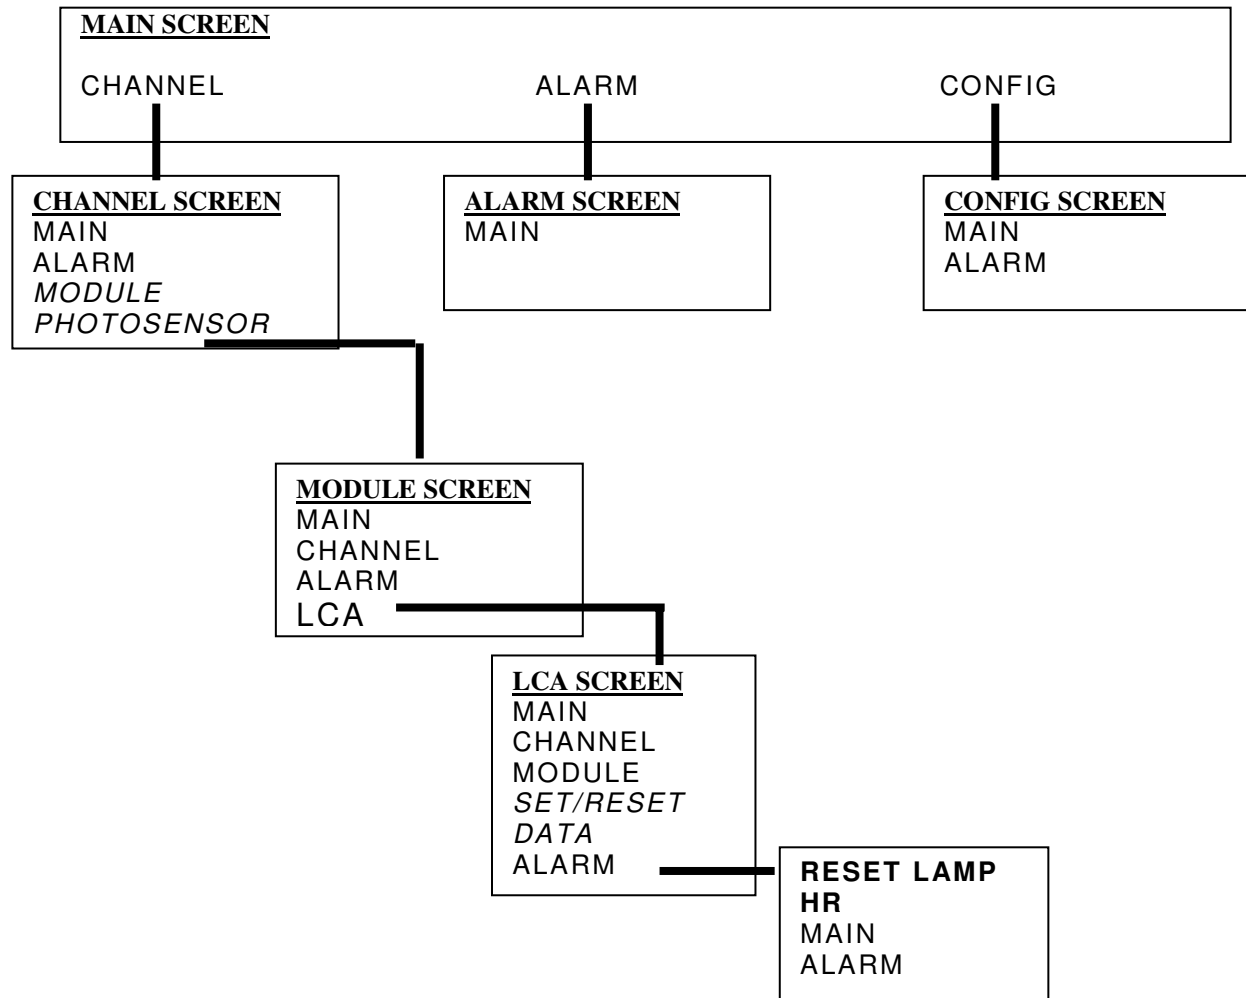 MAIN SCREEN
CHANNEL ALARM CONFIG
CHANNEL SCREEN
MAIN
ALARM
MODULE
PHOTOSENSOR
ALARM SCREEN
MAIN
CONFIG SCREEN
MAIN
ALARM
MODULE SCREEN
MAIN
CHANNEL
ALARM
LCA
LCA SCREEN
MAIN
CHANNEL
MODULE
SET/RESET
DATA
ALARM
RESET LAMP
HR
MAIN
ALARM